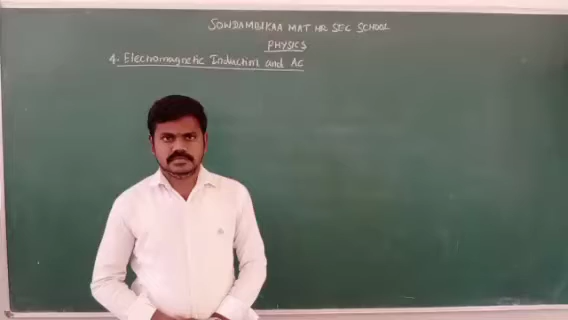 SOWDAMBIKAA MAT HR SEC SCHOOL
PHYSICS
4. Electromagnetic Induction and AC